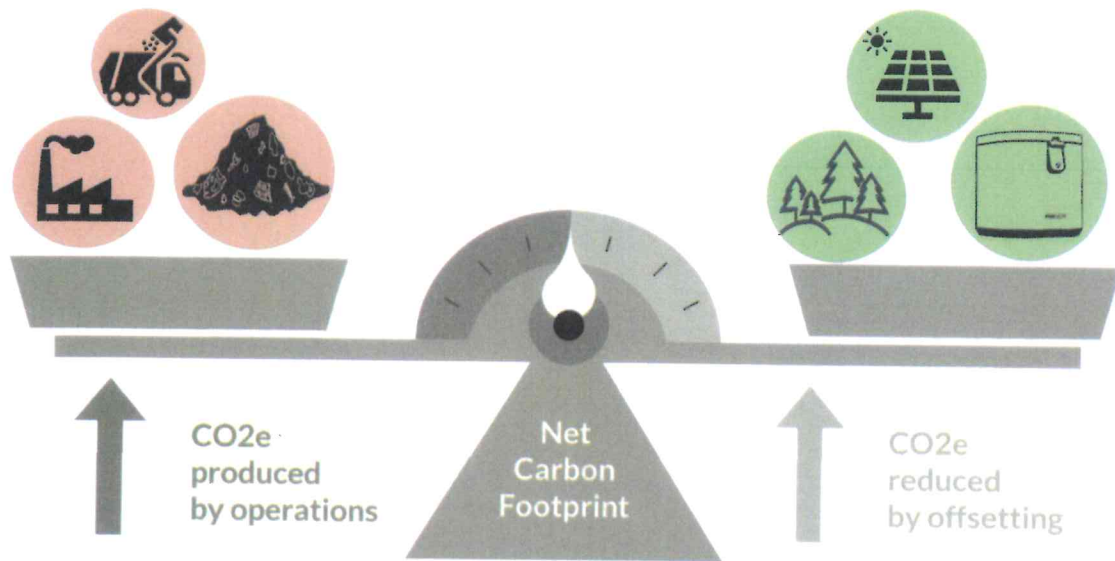 CO2e
produced
by operations
Net
Carbon
Footprint
CO2e
reduced
by offsetting